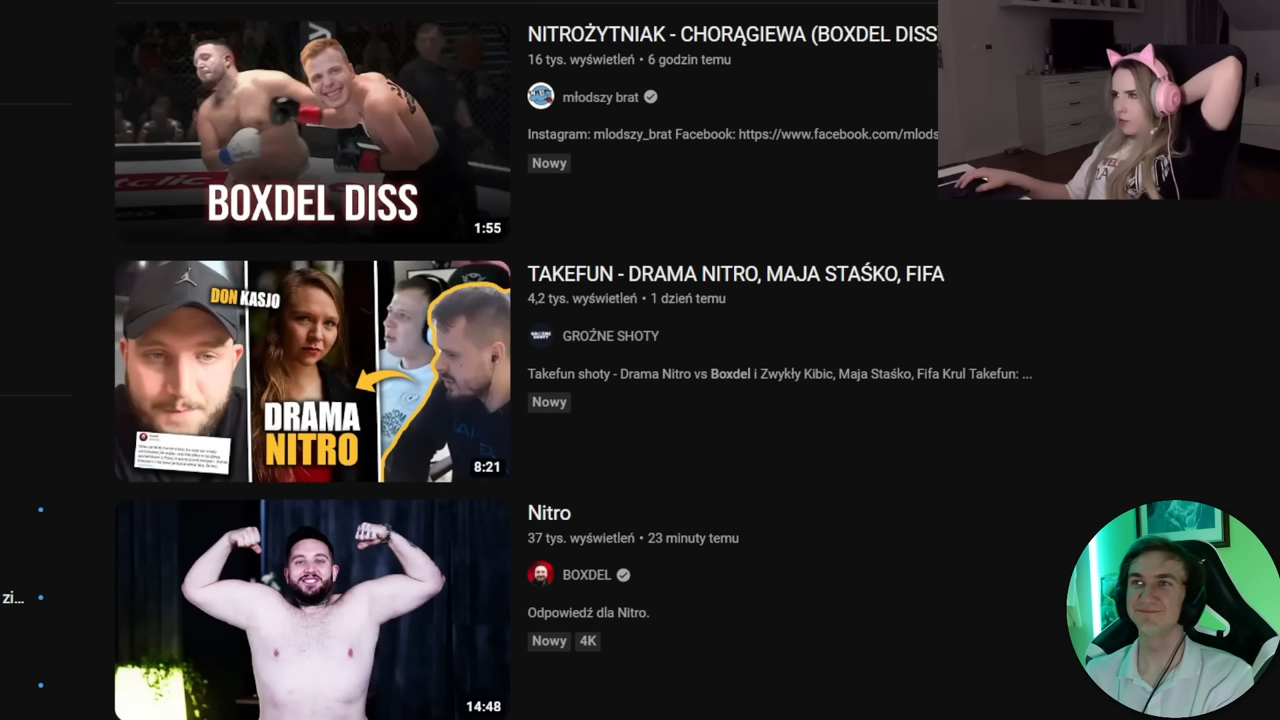 NITROŻYTNIAK - CHORĄGIEWA (BOXDEL DISS
16 tys. wyświetleń • 6 godzin temu
młodszy brat
Instagram: mlodszy_brat Facebook: https://www.facebook.com/mlods
Nowy
BOXDEL DISS
1:55
TAKEFUN - DRAMA NITRO, MAJA STAŚKO, FIFA
4,2 tys. wyświetleń • 1 dzień temu
GROŹNE SHOTY
Takefun shoty - Drama Nitro vs Boxdel i Zwykły Kibic, Maja Staśko, Fifa Krul Takefun: ...
Nowy
DON KASJO
DRAMA
NITRO
8:21
Nitro
37 tys. wyświetleń • 23 minuty temu
BOXDEL
Odpowiedź dla Nitro.
Nowy 4K
14:48
zi...